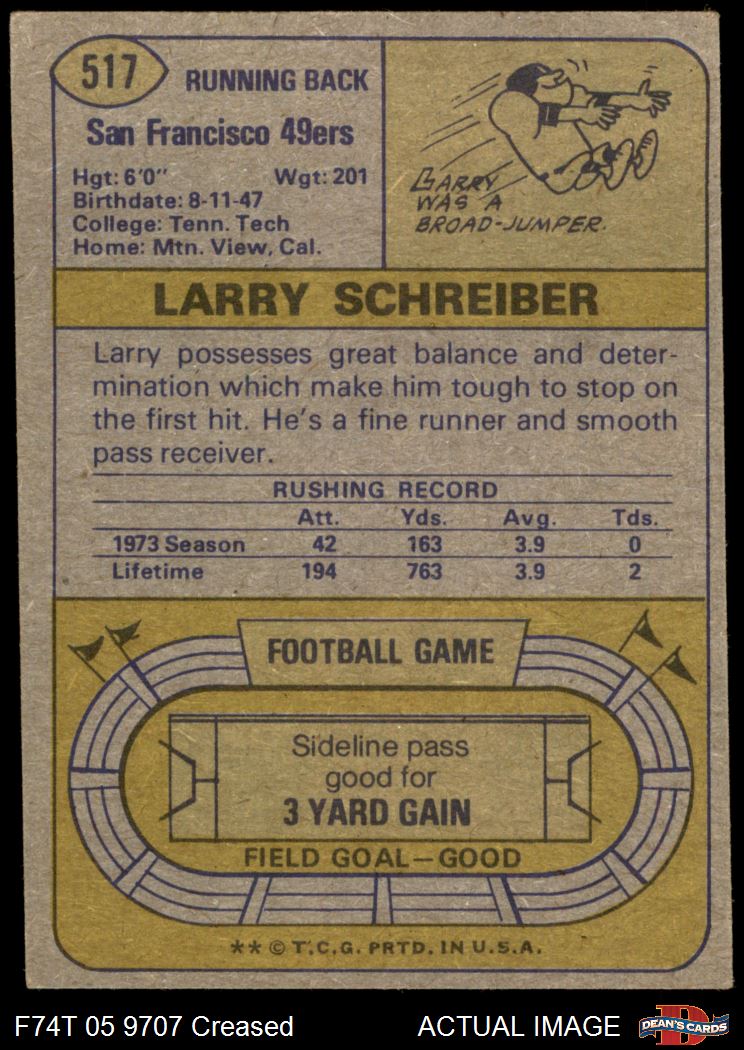 517
RUNNING BACK
San Francisco 49ers
Hgt: 6'0" Wgt: 201
Birthdate: 8-11-47
College: Tenn. Tech
Home: Mtn. View, Cal.
LARRY
WAS A
BROAD-JUMPER.
LARRY SCHREIBER
Larry possesses great balance and deter-
mination which make him tough to stop on
the first hit. He's a fine runner and smooth
pass receiver.
RUSHING RECORD
Att. Yds. Avg. Tds.
1973 Season 42 163 3.9 0
Lifetime 194 763 3.9 2
FOOTBALL GAME
Sideline pass
good for
3 YARD GAIN
FIELD GOAL—GOOD
** © T.C.G. PRTD. IN U.S.A.
F74T 05 9707 Creased ACTUAL IMAGE
DEAN'S CARDS